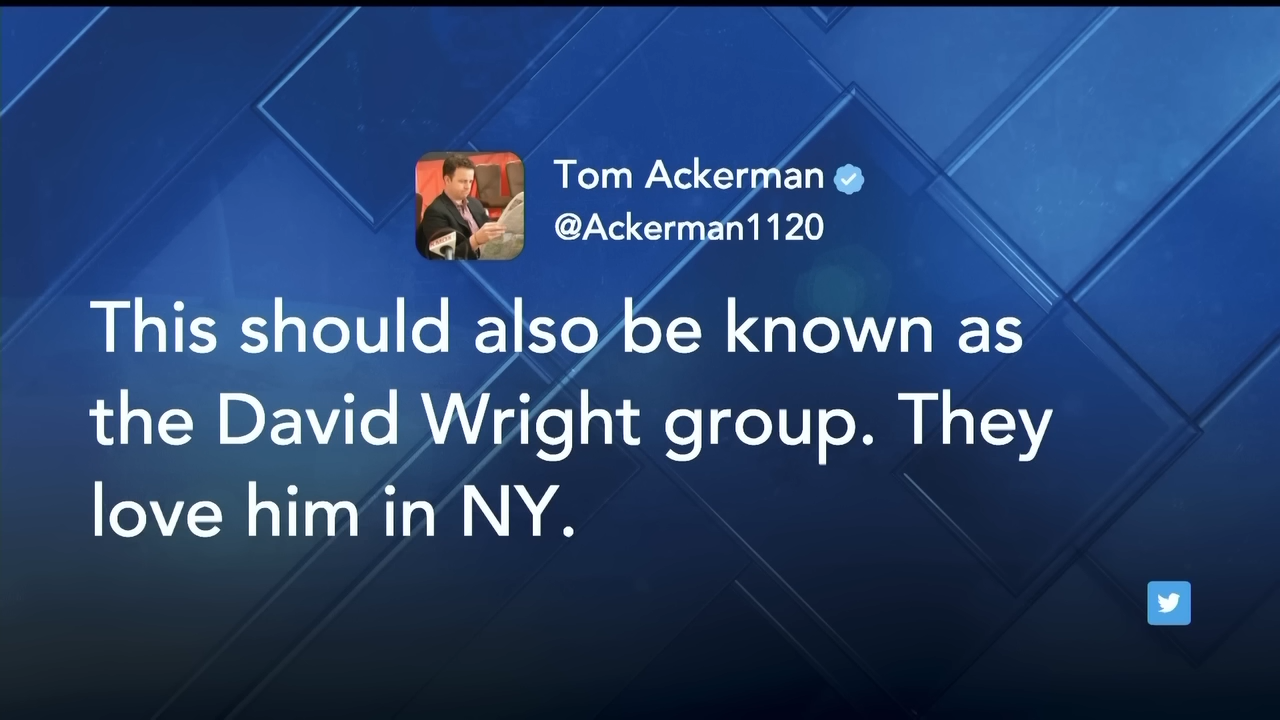 Tom Ackerman
@Ackerman1120
This should also be known as
the David Wright group. They
love him in NY.